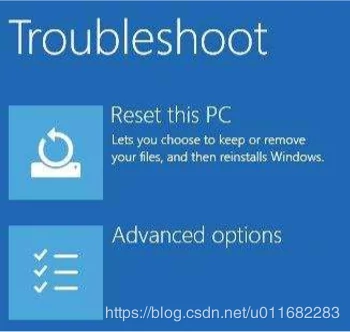 Troubleshoot
Reset this PC
Lets you choose to keep or remove
your files, and then reinstalls Windows.
Advanced options
https://blog.csdn.net/u011682283